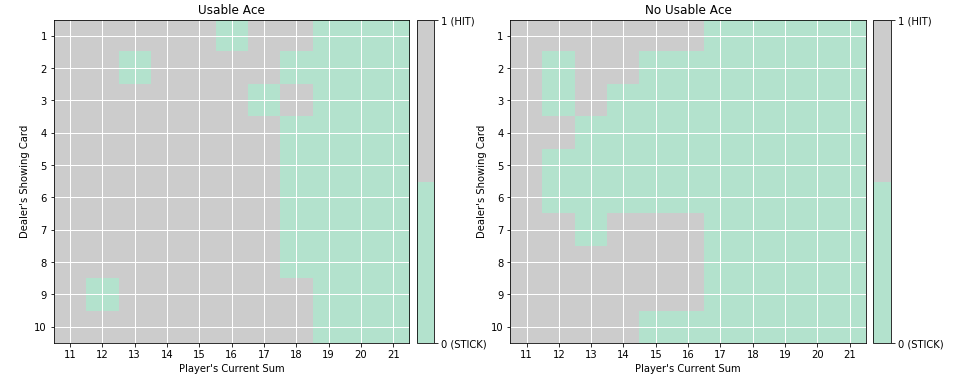 Usable Ace
1 (HIT)
0 (STICK)
Dealer's Showing Card
1
2
3
4
5
6
7
8
9
10
11 12 13 14 15 16 17 18 19 20 21
Player's Current Sum
No Usable Ace
1 (HIT)
0 (STICK)
Dealer's Showing Card
1
2
3
4
5
6
7
8
9
10
11 12 13 14 15 16 17 18 19 20 21
Player's Current Sum